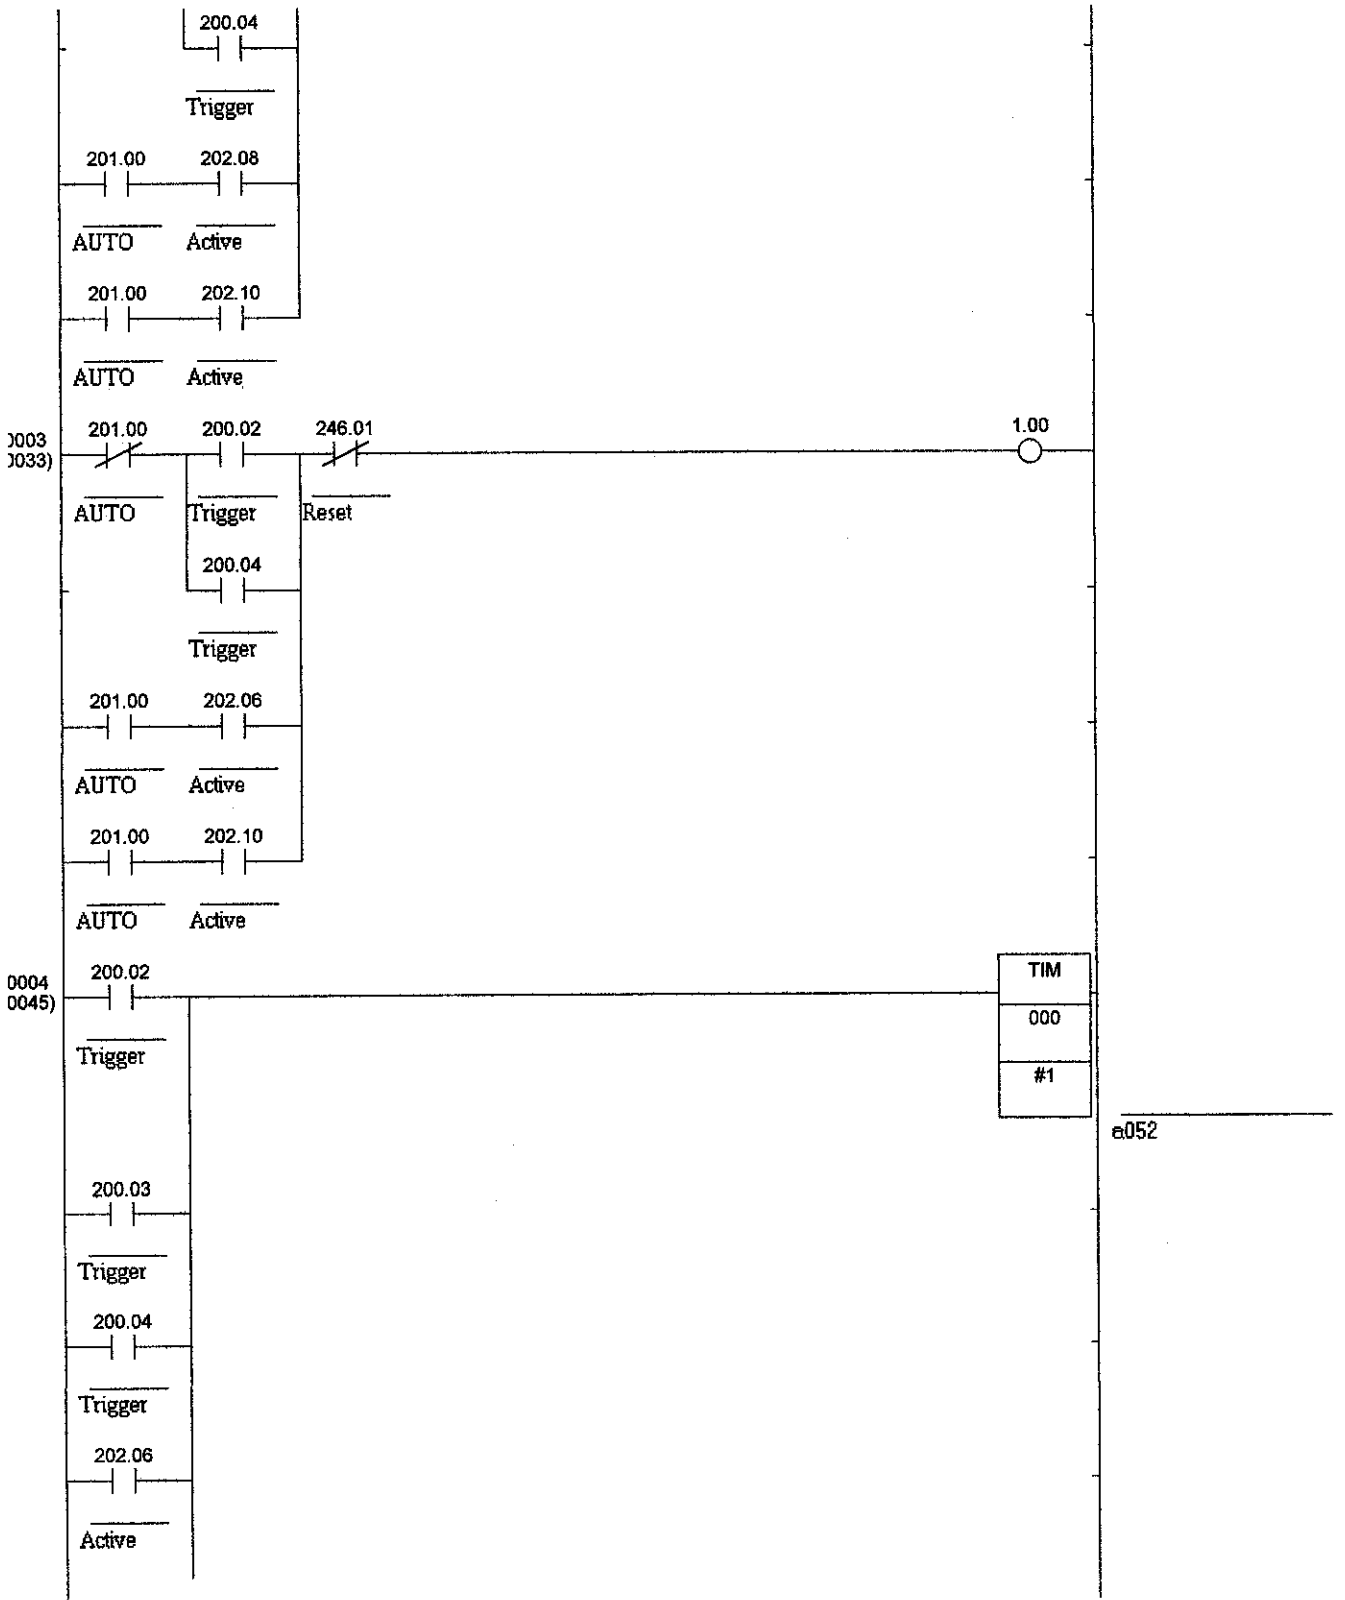 200.04
Trigger
201.00 202.08
AUTO Active
201.00 202.10
AUTO Active
0003 201.00 200.02 246.01 1.00
0033)
AUTO Trigger Reset
200.04
Trigger
201.00 202.06
AUTO Active
201.00 202.10
AUTO Active
0004 200.02 TIM
0045)
000
Trigger
#1
a052
200.03
Trigger
200.04
Trigger
202.06
Active